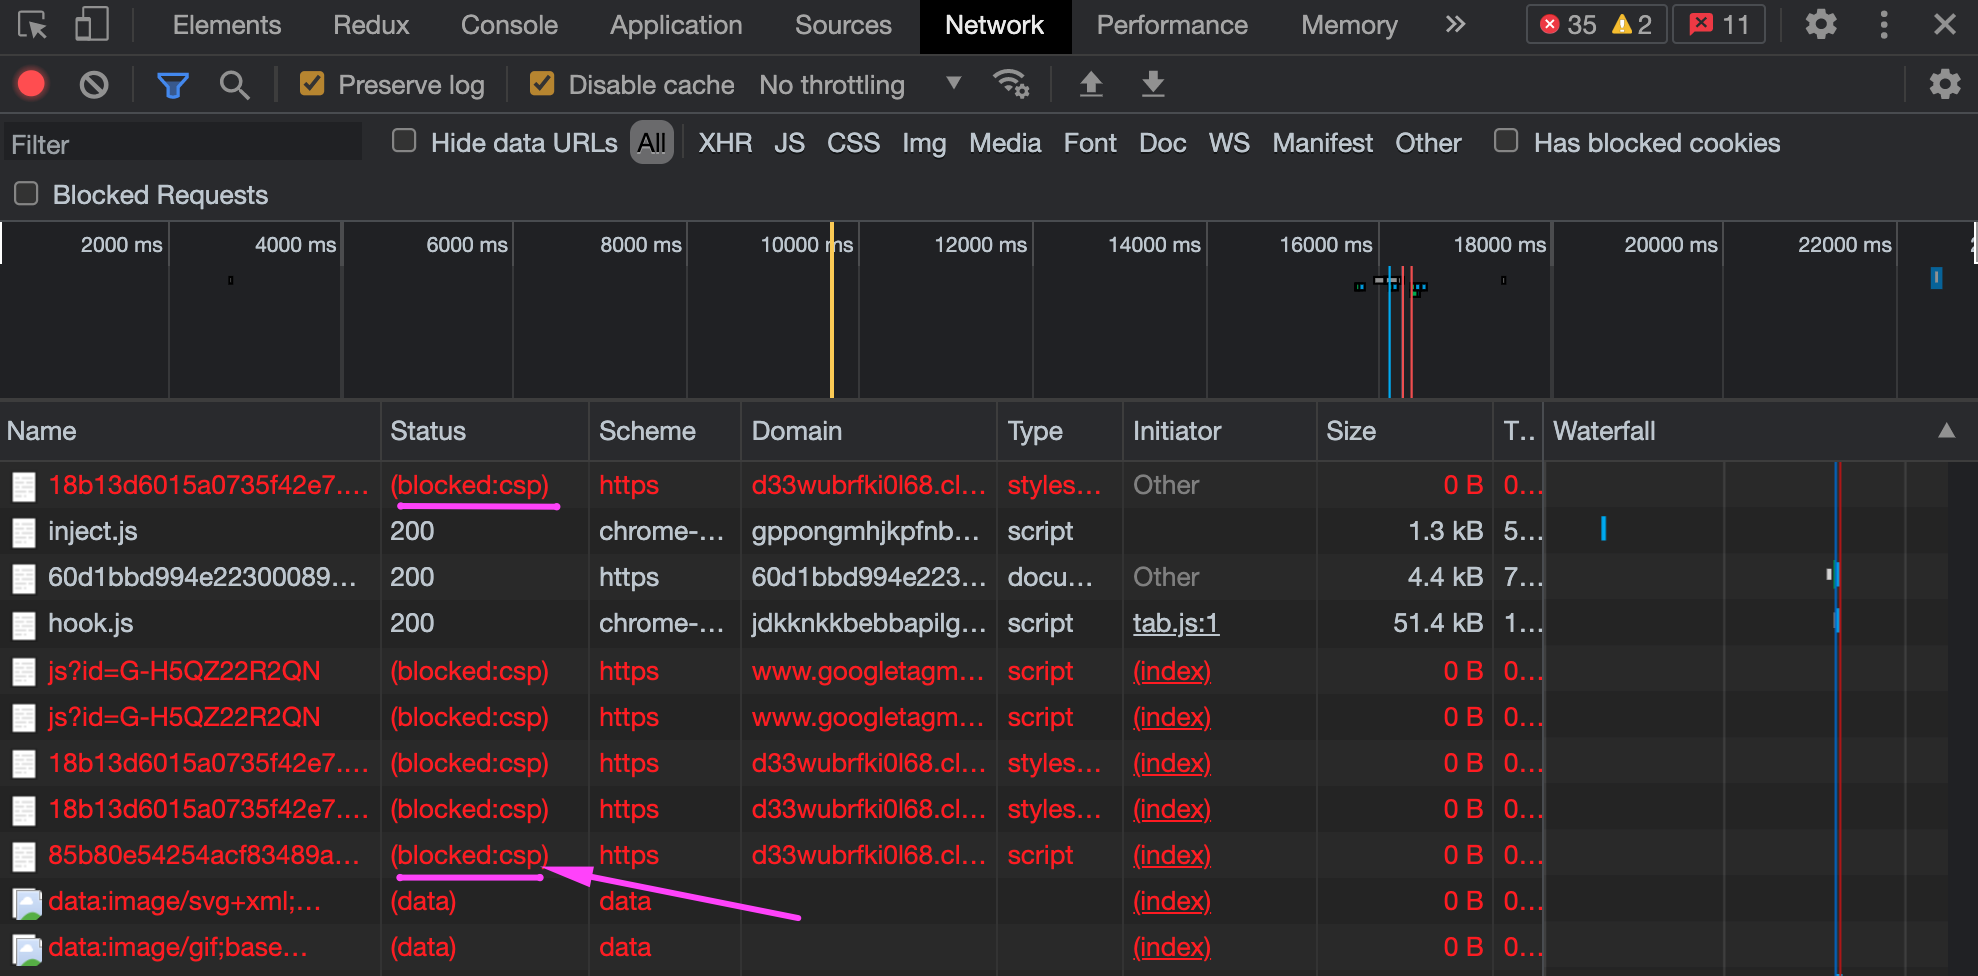 Elements Redux Console Application Sources Network Performance Memory » 35 2 11
Preserve log Disable cache No throttling
Filter Hide data URLs All XHR JS CSS Img Media Font Doc WS Manifest Other Has blocked cookies
Blocked Requests
2000 ms 4000 ms 6000 ms 8000 ms 10000 ms 12000 ms 14000 ms 16000 ms 18000 ms 20000 ms 22000 ms
Name Status Scheme Domain Type Initiator Size T.. Waterfall
18b13d6015a0735f42e7.... (blocked:csp) https d33wubrfki0l68.cl... styles... Other 0 B 0...
inject.js 200 chrome-... gppongmhjkpfnb... script 1.3 kB 5...
60d1bbd994e22300089... 200 https 60d1bbd994e223... docu... Other 4.4 kB 7...
hook.js 200 chrome-... jdkknkkbebbapilg... script tab.js:1 51.4 kB 1...
js?id=G-H5QZ22R2QN (blocked:csp) https www.googletagm... script (index) 0 B 0...
js?id=G-H5QZ22R2QN (blocked:csp) https www.googletagm... script (index) 0 B 0...
18b13d6015a0735f42e7.... (blocked:csp) https d33wubrfki0l68.cl... styles... (index) 0 B 0...
18b13d6015a0735f42e7.... (blocked:csp) https d33wubrfki0l68.cl... styles... (index) 0 B 0...
85b80e54254acf83489a... (blocked:csp) https d33wubrfki0l68.cl... script (index) 0 B 0...
data:image/svg+xml;... (data) data (index) 0 B 0...
data:image/gif;base... (data) data (index) 0 B 0...